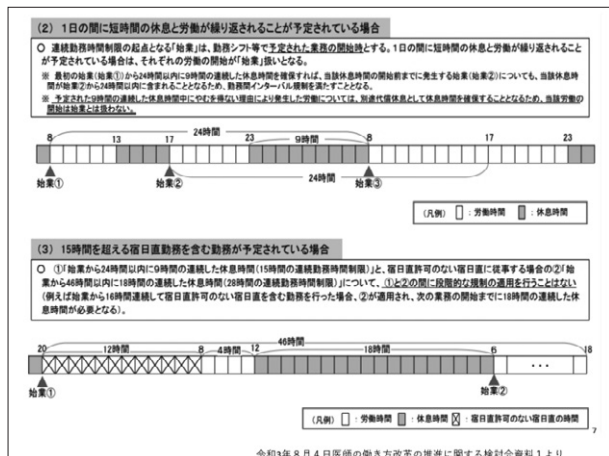 (2) 1日の間に短時間の休息と労働が繰り返されることが予定されている場合
○ 連続勤務時間制限の起点となる「始業」は、勤務シフト等で予定された業務の開始時とする。1日の間に短時間の休息と労働が繰り返されること
が予定されている場合は、それぞれの労働の開始が「始業」扱いとなる。
※ 最初の始業(始業①)から24時間以内に9時間の連続した休息時間を確保すれば、当該休息時間の開始前までに発生する始業(始業②)についても、当該休息時
間が始業②から24時間以内に含まれることとなるため、勤務間インターバル規制を満たすこととなる。
※ 予定された9時間の連続した休息時間中にやむを得ない理由により発生した労働については、別途代償休息として休息時間を確保することとなるため、当該労働の
開始は始業とは扱わない。
24時間
8 13 17 23 9時間 8 17 23
始業① 始業② 24時間 始業③
(凡例) :労働時間 :休息時間
(3) 15時間を超える宿日直勤務を含む勤務が予定されている場合
○ ①「始業から24時間以内に9時間の連続した休息時間(15時間の連続勤務時間制限)」と、宿日直許可のない宿日直に従事する場合の②「始
業から46時間以内に18時間の連続した休息時間(28時間の連続勤務時間制限)」について、①と②の間に段階的な規制の適用を行うことはない
(例えば始業から16時間連続して宿日直許可のない宿日直を含む勤務を行った場合、②が適用され、次の業務の開始までに18時間の連続した休
息時間が必要となる)。
46時間
20 12時間 8 4時間 12 18時間 6 18
始業① 始業② ・・・
(凡例) :労働時間 :休息時間 :宿日直許可のない宿日直の時間
7
令和3年8月4日医師の働き方改革の推進に関する検討会資料1より